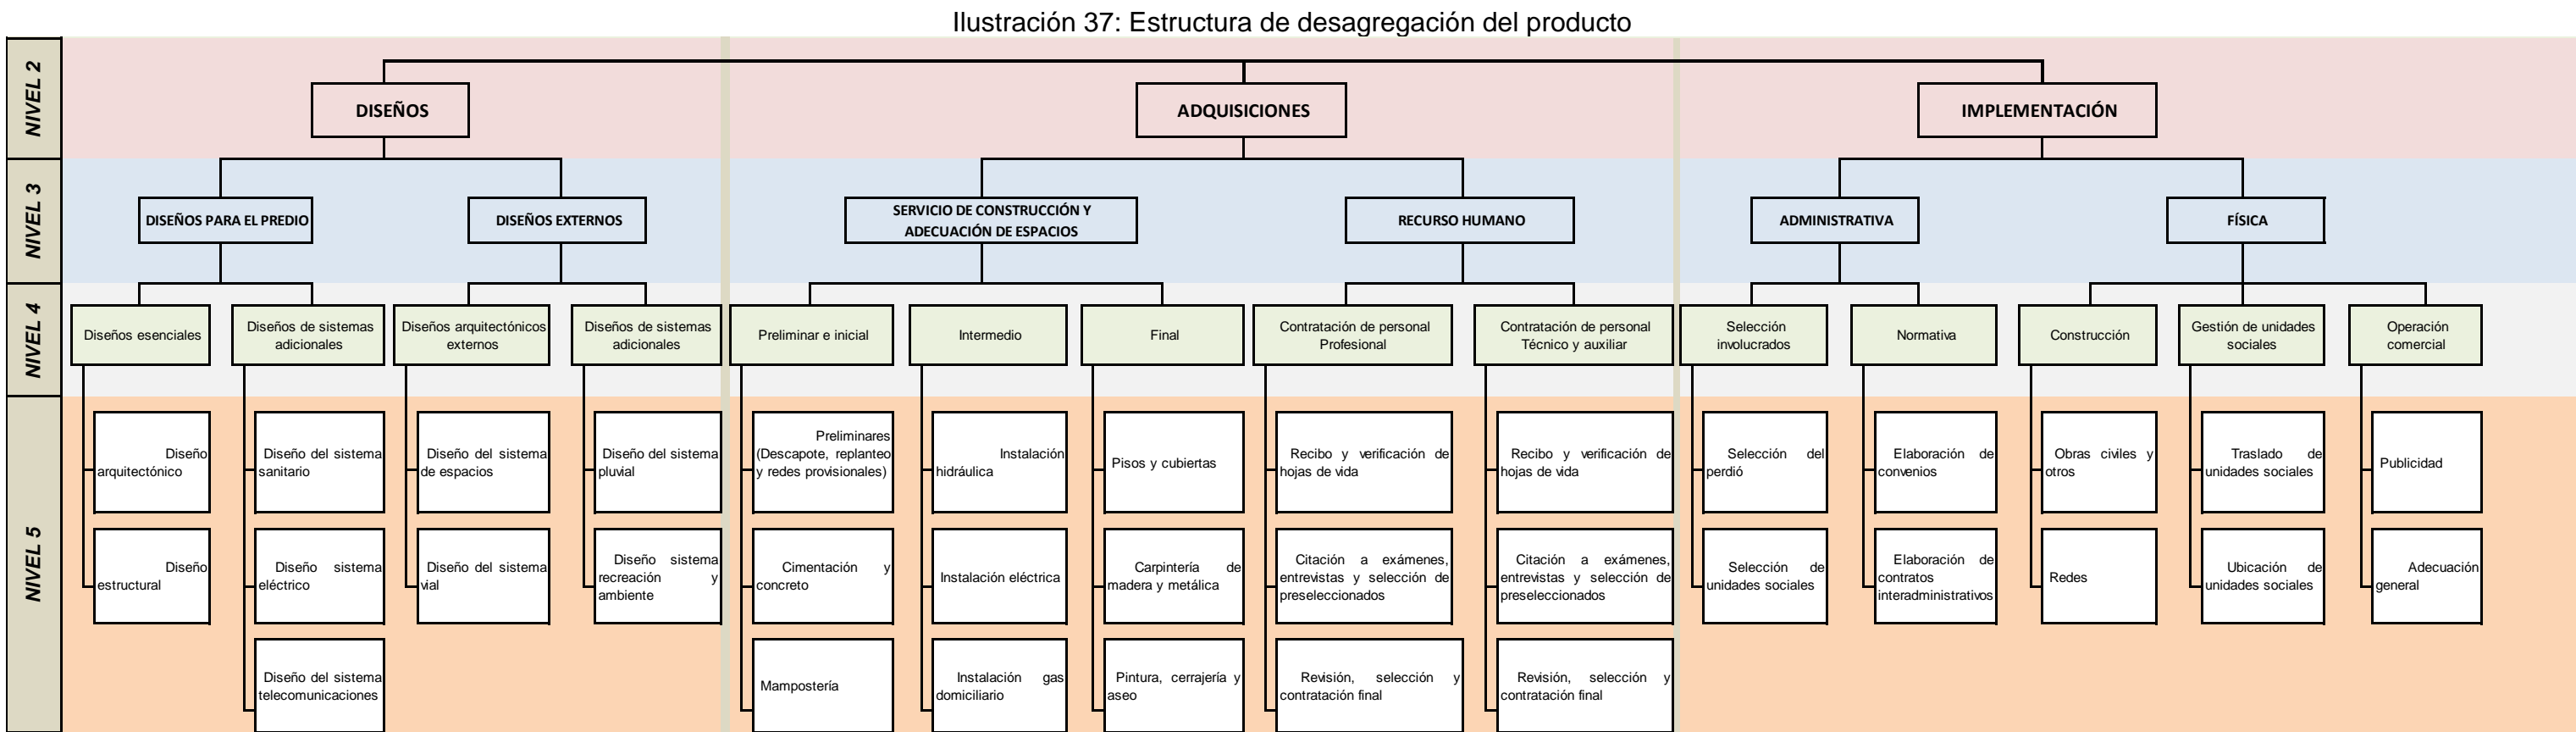 Ilustración 37: Estructura de desagregación del producto
NIVEL 2
DISEÑOS
ADQUISICIONES
IMPLEMENTACIÓN
NIVEL 3
DISEÑOS PARA EL PREDIO
DISEÑOS EXTERNOS
SERVICIO DE CONSTRUCCIÓN Y
ADECUACIÓN DE ESPACIOS
RECURSO HUMANO
ADMINISTRATIVA
FÍSICA
NIVEL 4
Diseños esenciales
Diseños de sistemas
adicionales
Diseños arquitectónicos
externos
Diseños de sistemas
adicionales
Preliminar e inicial
Intermedio
Final
Contratación de personal
Profesional
Contratación de personal
Técnico y auxiliar
Selección
involucrados
Normativa
Construcción
Gestión de unidades
sociales
Operación
comercial
NIVEL 5
Diseño
arquitectónico
Diseño del sistema
sanitario
Diseño del sistema
de espacios
Diseño del sistema
pluvial
Preliminares
(Descapote, replanteo
y redes provisionales)
Instalación
hidráulica
Pisos y cubiertas
Recibo y verificación de
hojas de vida
Recibo y verificación de
hojas de vida
Selección del
perdió
Elaboración de
convenios
Obras civiles y
otros
Traslado de
unidades sociales
Publicidad
Diseño
estructural
Diseño sistema
eléctrico
Diseño del sistema
vial
Diseño sistema
recreación y
ambiente
Cimentación y
concreto
Instalación eléctrica
Carpintería de
madera y metálica
Citación a exámenes,
entrevistas y selección de
preseleccionados
Citación a exámenes,
entrevistas y selección de
preseleccionados
Selección de
unidades sociales
Elaboración de
contratos
interadministrativos
Redes
Ubicación de
unidades sociales
Adecuación
general
Diseño del sistema
telecomunicaciones
Mampostería
Instalación gas
domiciliario
Pintura, cerrajería y
aseo
Revisión, selección y
contratación final
Revisión, selección y
contratación final